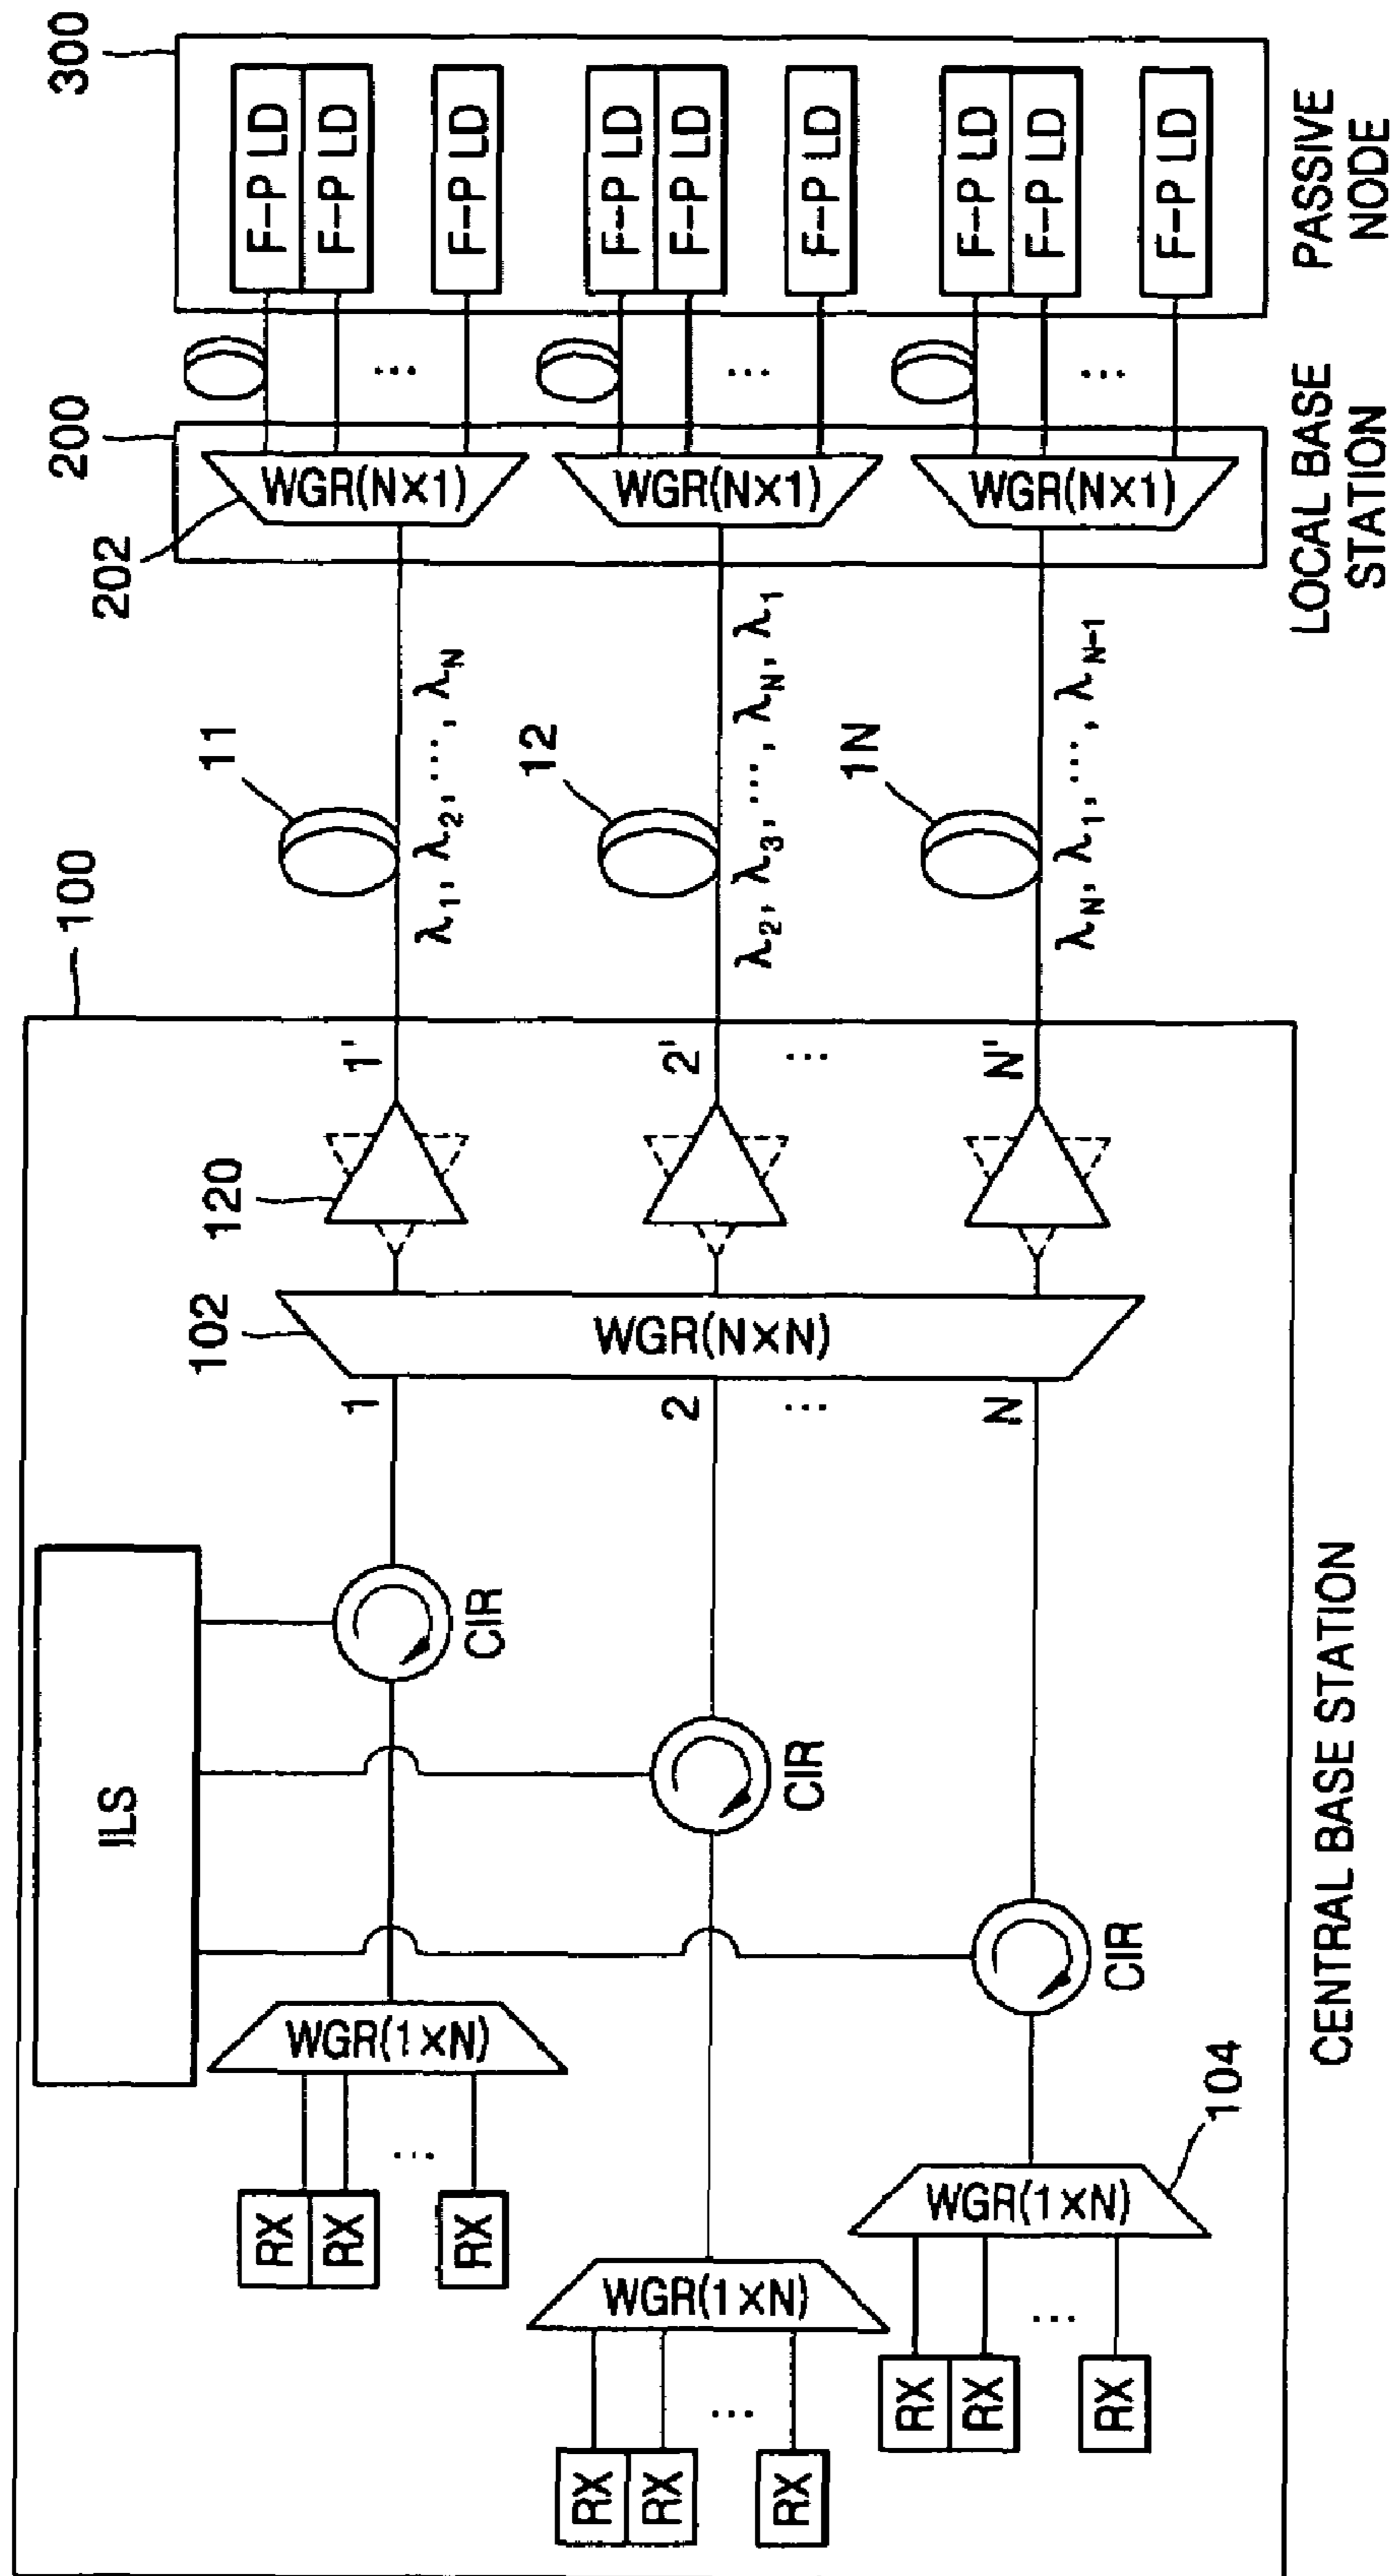 ILS
RX
RX
...
RX
WGR(1×N)
CIR
RX
RX
...
RX
WGR(1×N)
CIR
RX
RX
...
RX
WGR(1×N)
104
CIR
1
2
...
N
102
WGR(N×N)
120
1'
2'
...
N'
100
11
λ1, λ2, ..., λN
12
λ2, λ3, ..., λN, λ1
1N
λN, λ1, ..., λN-1
202
200
WGR(N×1)
WGR(N×1)
WGR(N×1)
...
...
...
300
F-P LD
F-P LD
F-P LD
F-P LD
F-P LD
F-P LD
F-P LD
F-P LD
F-P LD
CENTRAL BASE STATION
LOCAL BASE
STATION
PASSIVE
NODE